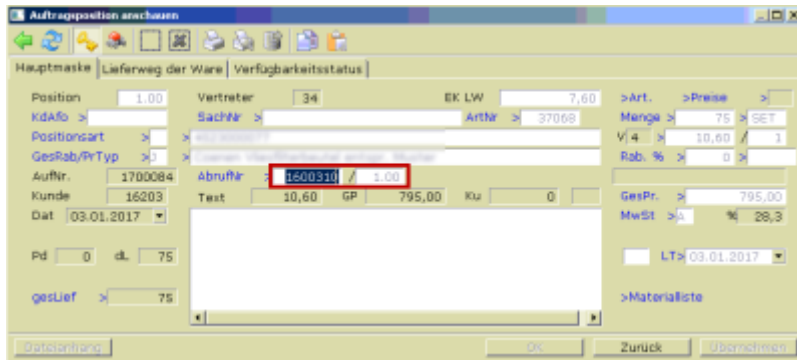 Auftragsposition anschauen
Hauptmaske Lieferweg der Ware Verfügbarkeitsstatus
Position 1.00 Vertreter 34 EK LW 7,60 >Art. >Preise >
KdAfo > SachNr > ArtNr > 37068 Menge > 75 > SET
Positionsart > > V 4 > 10,60 / 1
GesRab/PrTyp > > Rab. % > 0 >
AufNr. 1700084 AbrufNr > 1600310 / 1.00
Kunde 16203 Text 10,60 GP 795,00 Ku 0 GesPr. > 795,00
Dat 03.01.2017 MwSt >A % 28,3
Pd 0 dL 75 LT> 03.01.2017
gesLief > 75 >Materialliste
Dateianhang OK Zurück Übernehmen